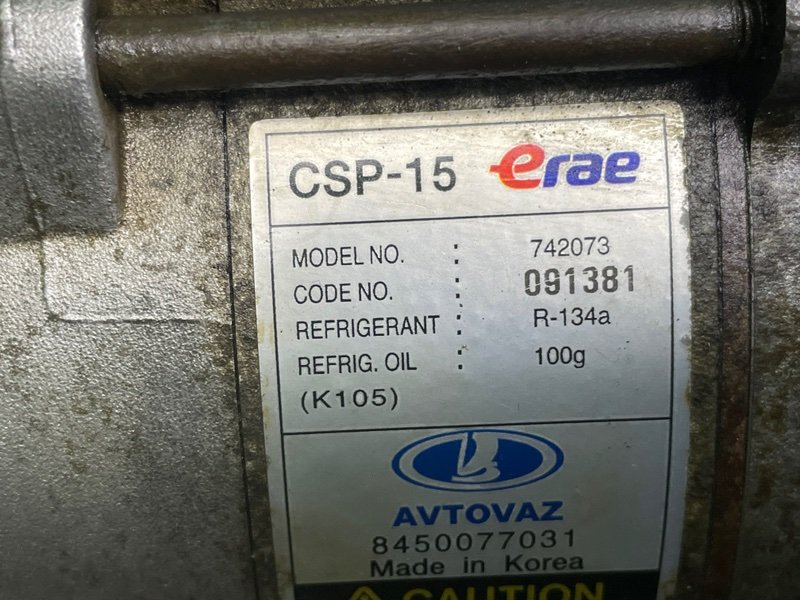 CSP-15 erae
MODEL NO. : 742073
CODE NO. : 091381
REFRIGERANT : R-134a
REFRIG. OIL : 100g
(K105)
AVTOVAZ
8450077031
Made in Korea
CAUTION